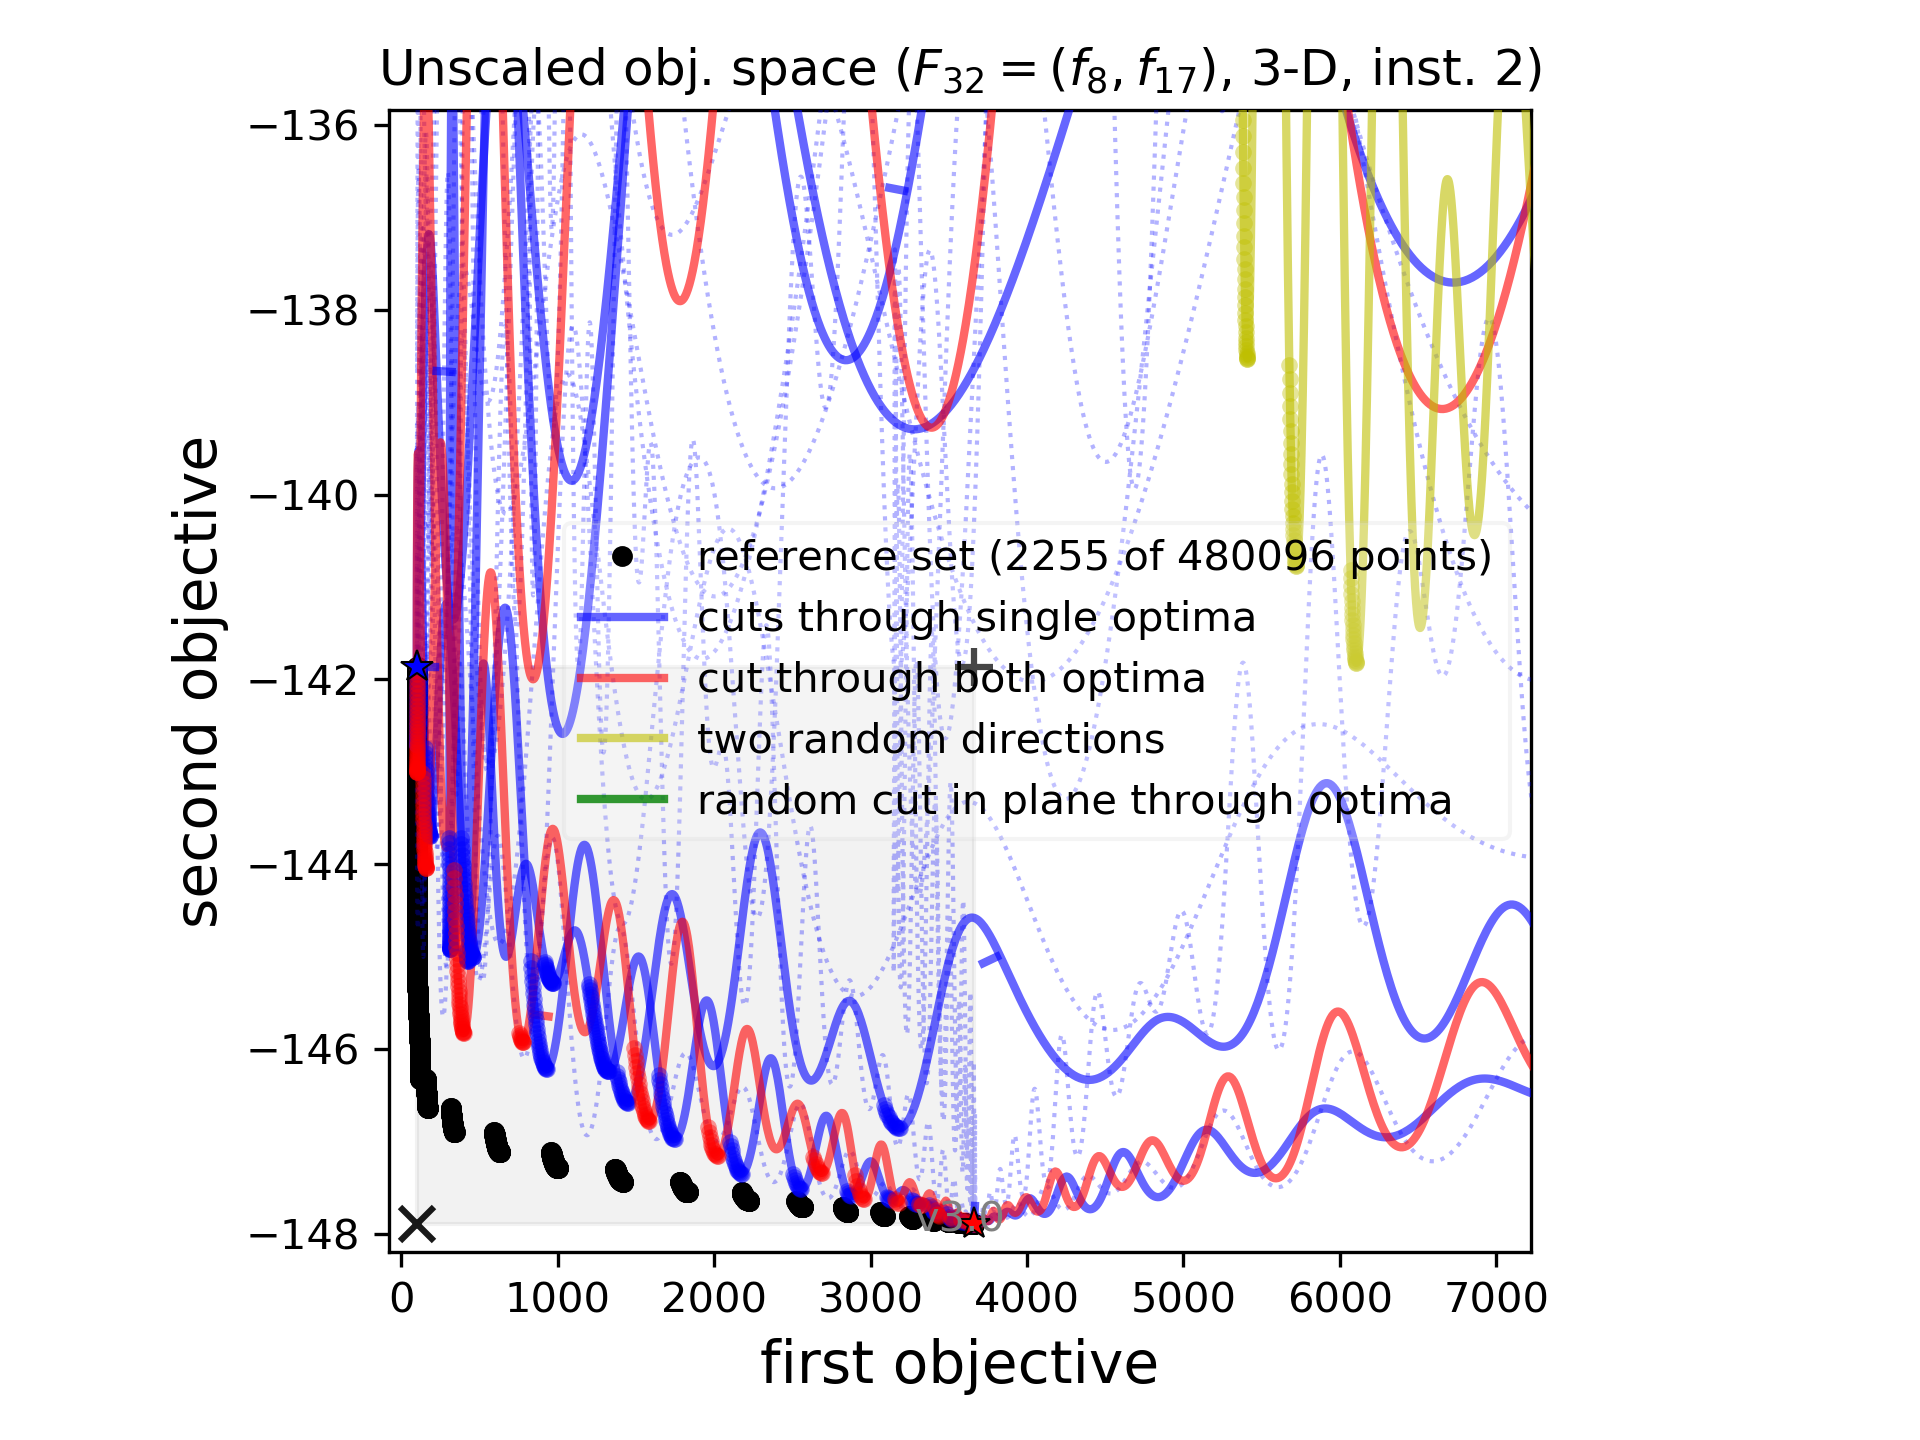 Unscaled obj. space (F32 = (f8, f17), 3-D, inst. 2)
−136
−138
−140
−142
−144
−146
−148
second objective
reference set (2255 of 480096 points)
cuts through single optima
cut through both optima
two random directions
random cut in plane through optima
v3.0
0 1000 2000 3000 4000 5000 6000 7000
first objective